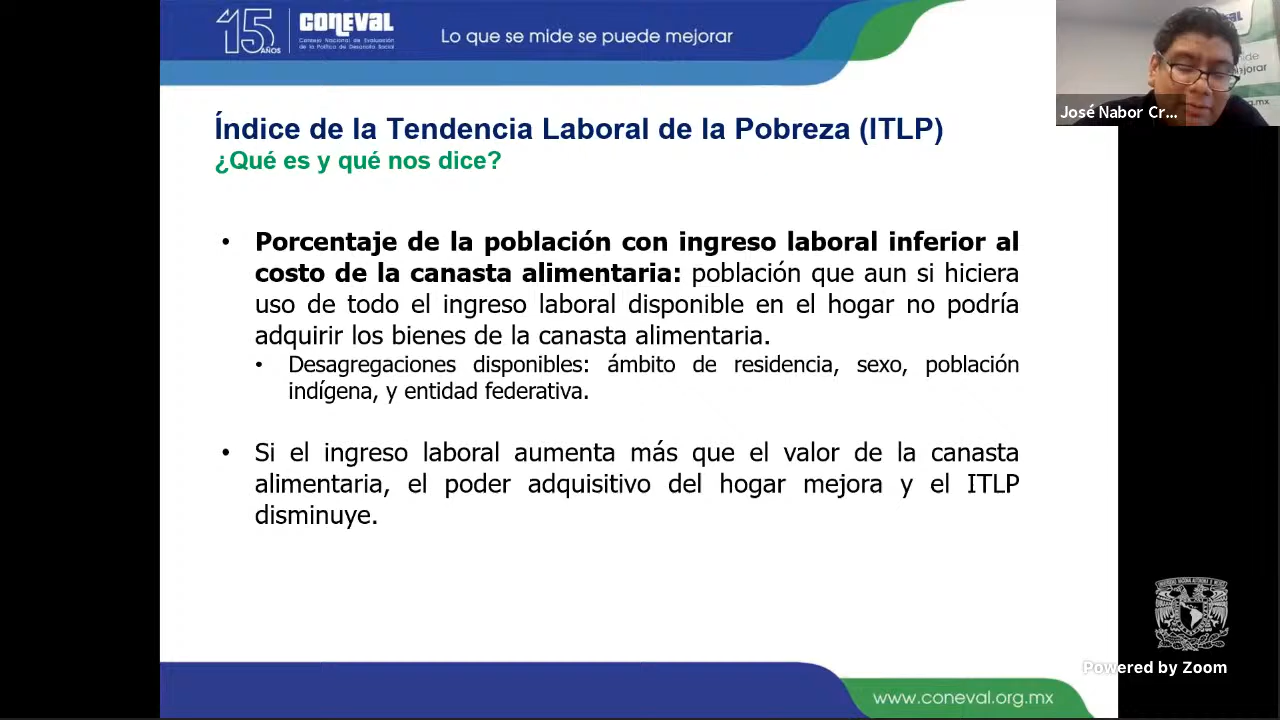 15 AÑOS
CONEVAL
Consejo Nacional de Evaluación
de la Política de Desarrollo Social
Lo que se mide se puede mejorar
José Nabor Cr...
Índice de la Tendencia Laboral de la Pobreza (ITLP)
¿Qué es y qué nos dice?
• Porcentaje de la población con ingreso laboral inferior al
costo de la canasta alimentaria: población que aun si hiciera
uso de todo el ingreso laboral disponible en el hogar no podría
adquirir los bienes de la canasta alimentaria.
• Desagregaciones disponibles: ámbito de residencia, sexo, población
indígena, y entidad federativa.
• Si el ingreso laboral aumenta más que el valor de la canasta
alimentaria, el poder adquisitivo del hogar mejora y el ITLP
disminuye.
Powered by Zoom
www.coneval.org.mx